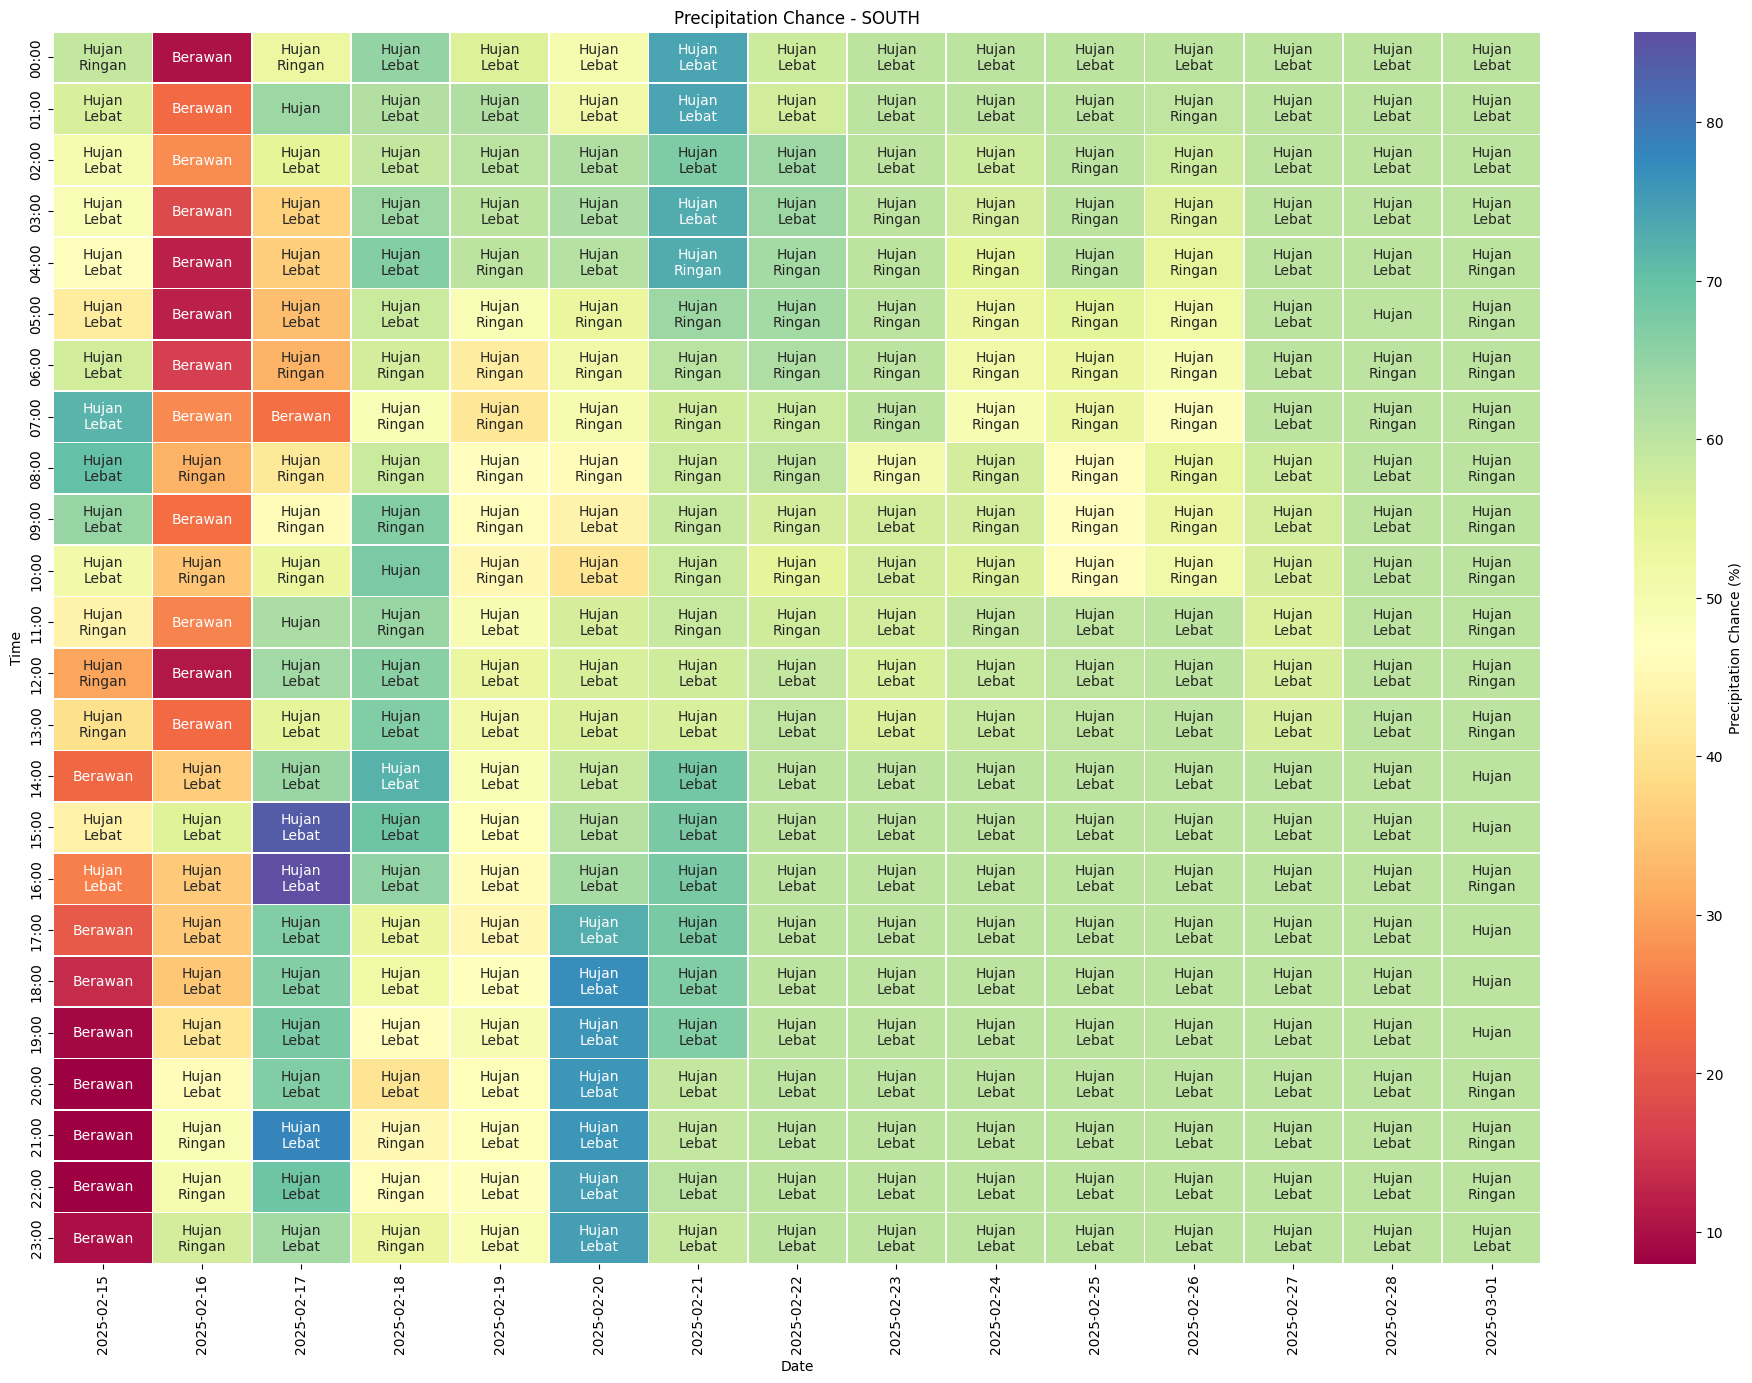 Precipitation Chance - SOUTH
00:00 Hujan Ringan Berawan Hujan Ringan Hujan Lebat Hujan Lebat Hujan Lebat Hujan Lebat Hujan Lebat Hujan Lebat Hujan Lebat Hujan Lebat Hujan Lebat Hujan Lebat Hujan Lebat Hujan Lebat
01:00 Hujan Lebat Berawan Hujan Hujan Lebat Hujan Lebat Hujan Lebat Hujan Lebat Hujan Lebat Hujan Lebat Hujan Lebat Hujan Lebat Hujan Ringan Hujan Lebat Hujan Lebat Hujan Lebat
02:00 Hujan Lebat Berawan Hujan Lebat Hujan Lebat Hujan Lebat Hujan Lebat Hujan Lebat Hujan Lebat Hujan Lebat Hujan Lebat Hujan Ringan Hujan Ringan Hujan Lebat Hujan Lebat Hujan Lebat
03:00 Hujan Lebat Berawan Hujan Lebat Hujan Lebat Hujan Lebat Hujan Lebat Hujan Lebat Hujan Lebat Hujan Ringan Hujan Ringan Hujan Ringan Hujan Ringan Hujan Lebat Hujan Lebat Hujan Lebat
04:00 Hujan Lebat Berawan Hujan Lebat Hujan Lebat Hujan Ringan Hujan Lebat Hujan Ringan Hujan Ringan Hujan Ringan Hujan Ringan Hujan Ringan Hujan Ringan Hujan Lebat Hujan Lebat Hujan Ringan
05:00 Hujan Lebat Berawan Hujan Lebat Hujan Lebat Hujan Ringan Hujan Ringan Hujan Ringan Hujan Ringan Hujan Ringan Hujan Ringan Hujan Ringan Hujan Ringan Hujan Lebat Hujan Hujan Ringan
06:00 Hujan Lebat Berawan Hujan Ringan Hujan Ringan Hujan Ringan Hujan Ringan Hujan Ringan Hujan Ringan Hujan Ringan Hujan Ringan Hujan Ringan Hujan Ringan Hujan Lebat Hujan Ringan Hujan Ringan
07:00 Hujan Lebat Berawan Berawan Hujan Ringan Hujan Ringan Hujan Ringan Hujan Ringan Hujan Ringan Hujan Ringan Hujan Ringan Hujan Ringan Hujan Ringan Hujan Lebat Hujan Ringan Hujan Ringan
08:00 Hujan Lebat Hujan Ringan Hujan Ringan Hujan Ringan Hujan Ringan Hujan Ringan Hujan Ringan Hujan Ringan Hujan Ringan Hujan Ringan Hujan Ringan Hujan Ringan Hujan Lebat Hujan Lebat Hujan Ringan
09:00 Hujan Lebat Berawan Hujan Ringan Hujan Ringan Hujan Ringan Hujan Lebat Hujan Ringan Hujan Ringan Hujan Lebat Hujan Ringan Hujan Ringan Hujan Ringan Hujan Lebat Hujan Lebat Hujan Ringan
10:00 Hujan Lebat Hujan Ringan Hujan Ringan Hujan Hujan Ringan Hujan Lebat Hujan Ringan Hujan Ringan Hujan Lebat Hujan Ringan Hujan Ringan Hujan Ringan Hujan Lebat Hujan Lebat Hujan Ringan
11:00 Hujan Ringan Berawan Hujan Hujan Ringan Hujan Lebat Hujan Lebat Hujan Ringan Hujan Ringan Hujan Lebat Hujan Ringan Hujan Lebat Hujan Lebat Hujan Lebat Hujan Lebat Hujan Ringan
12:00 Hujan Ringan Berawan Hujan Lebat Hujan Lebat Hujan Lebat Hujan Lebat Hujan Lebat Hujan Lebat Hujan Lebat Hujan Lebat Hujan Lebat Hujan Lebat Hujan Lebat Hujan Lebat Hujan Ringan
13:00 Hujan Ringan Berawan Hujan Lebat Hujan Lebat Hujan Lebat Hujan Lebat Hujan Lebat Hujan Lebat Hujan Lebat Hujan Lebat Hujan Lebat Hujan Lebat Hujan Lebat Hujan Lebat Hujan Ringan
14:00 Berawan Hujan Lebat Hujan Lebat Hujan Lebat Hujan Lebat Hujan Lebat Hujan Lebat Hujan Lebat Hujan Lebat Hujan Lebat Hujan Lebat Hujan Lebat Hujan Lebat Hujan Lebat Hujan
15:00 Hujan Lebat Hujan Lebat Hujan Lebat Hujan Lebat Hujan Lebat Hujan Lebat Hujan Lebat Hujan Lebat Hujan Lebat Hujan Lebat Hujan Lebat Hujan Lebat Hujan Lebat Hujan Lebat Hujan
16:00 Hujan Lebat Hujan Lebat Hujan Lebat Hujan Lebat Hujan Lebat Hujan Lebat Hujan Lebat Hujan Lebat Hujan Lebat Hujan Lebat Hujan Lebat Hujan Lebat Hujan Lebat Hujan Lebat Hujan Ringan
17:00 Berawan Hujan Lebat Hujan Lebat Hujan Lebat Hujan Lebat Hujan Lebat Hujan Lebat Hujan Lebat Hujan Lebat Hujan Lebat Hujan Lebat Hujan Lebat Hujan Lebat Hujan Lebat Hujan
18:00 Berawan Hujan Lebat Hujan Lebat Hujan Lebat Hujan Lebat Hujan Lebat Hujan Lebat Hujan Lebat Hujan Lebat Hujan Lebat Hujan Lebat Hujan Lebat Hujan Lebat Hujan Lebat Hujan
19:00 Berawan Hujan Lebat Hujan Lebat Hujan Lebat Hujan Lebat Hujan Lebat Hujan Lebat Hujan Lebat Hujan Lebat Hujan Lebat Hujan Lebat Hujan Lebat Hujan Lebat Hujan Lebat Hujan
20:00 Berawan Hujan Lebat Hujan Lebat Hujan Lebat Hujan Lebat Hujan Lebat Hujan Lebat Hujan Lebat Hujan Lebat Hujan Lebat Hujan Lebat Hujan Lebat Hujan Lebat Hujan Lebat Hujan Ringan
21:00 Berawan Hujan Ringan Hujan Lebat Hujan Ringan Hujan Lebat Hujan Lebat Hujan Lebat Hujan Lebat Hujan Lebat Hujan Lebat Hujan Lebat Hujan Lebat Hujan Lebat Hujan Lebat Hujan Ringan
22:00 Berawan Hujan Ringan Hujan Lebat Hujan Ringan Hujan Lebat Hujan Lebat Hujan Lebat Hujan Lebat Hujan Lebat Hujan Lebat Hujan Lebat Hujan Lebat Hujan Lebat Hujan Lebat Hujan Ringan
23:00 Berawan Hujan Ringan Hujan Lebat Hujan Ringan Hujan Lebat Hujan Lebat Hujan Lebat Hujan Lebat Hujan Lebat Hujan Lebat Hujan Lebat Hujan Lebat Hujan Lebat Hujan Lebat Hujan Lebat
Time
2025-02-15 2025-02-16 2025-02-17 2025-02-18 2025-02-19 2025-02-20 2025-02-21 2025-02-22 2025-02-23 2025-02-24 2025-02-25 2025-02-26 2025-02-27 2025-02-28 2025-03-01
Date
80
70
60
50
40
30
20
10
Precipitation Chance (%)